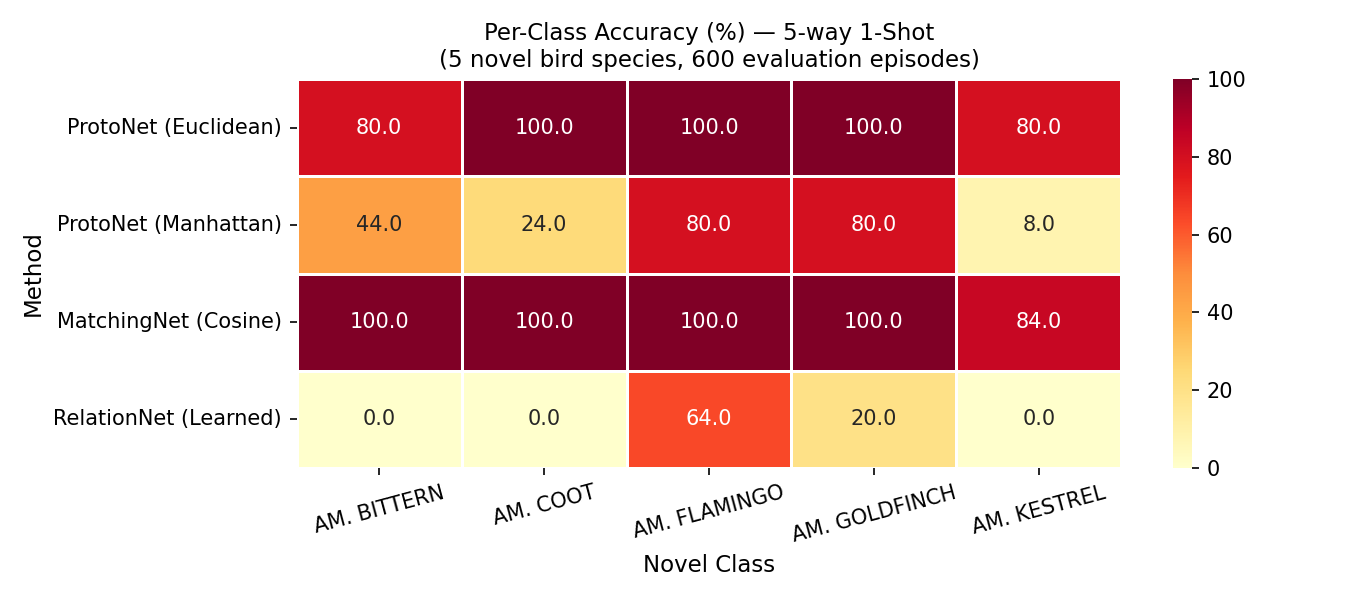 Per-Class Accuracy (%) — 5-way 1-Shot
(5 novel bird species, 600 evaluation episodes)
Method
ProtoNet (Euclidean) 80.0 100.0 100.0 100.0 80.0
ProtoNet (Manhattan) 44.0 24.0 80.0 80.0 8.0
MatchingNet (Cosine) 100.0 100.0 100.0 100.0 84.0
RelationNet (Learned) 0.0 0.0 64.0 20.0 0.0
AM. BITTERN AM. COOT AM. FLAMINGO AM. GOLDFINCH AM. KESTREL
Novel Class
100
80
60
40
20
0